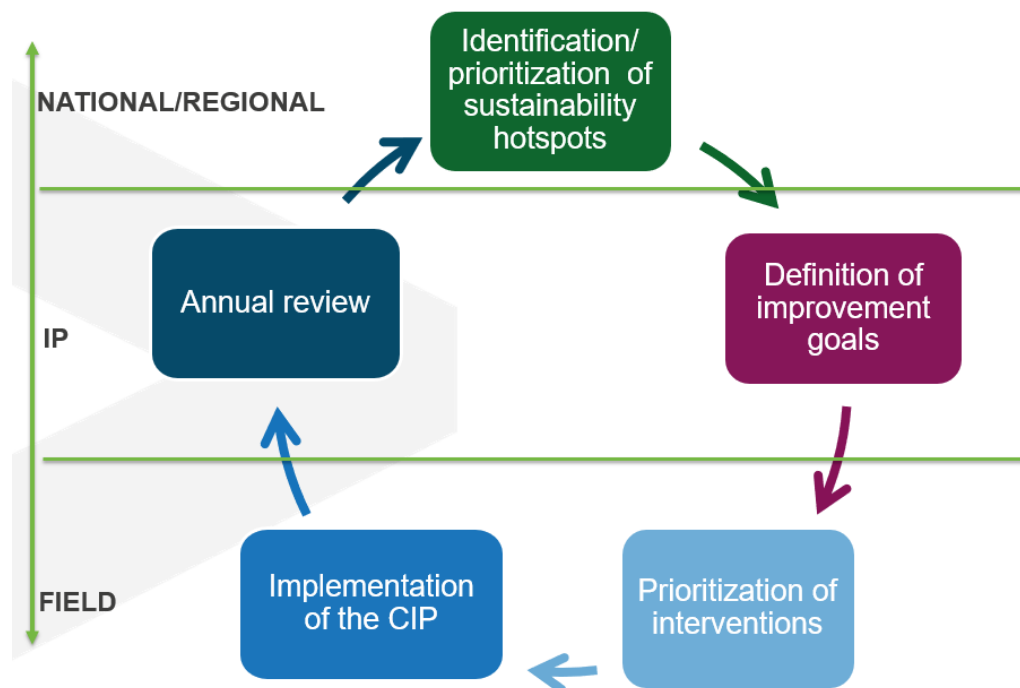 Identification/
prioritization of
sustainability
hotspots
NATIONAL/REGIONAL
Annual review
Definition of
improvement
goals
IP
Implementation
of the CIP
Prioritization of
interventions
FIELD